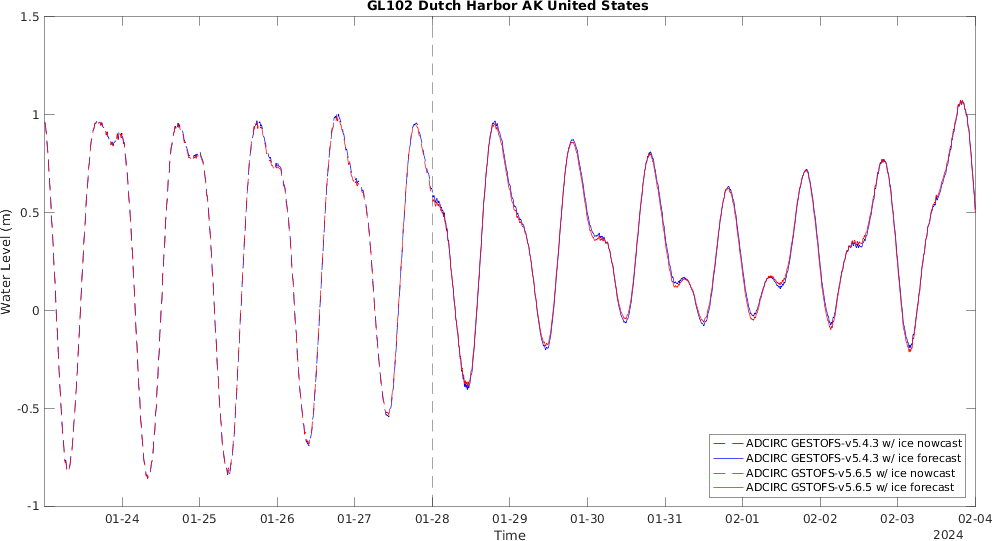 GL102 Dutch Harbor AK United States
1.5
1
0.5
0
-0.5
-1
Water Level (m)
01-24 01-25 01-26 01-27 01-28 01-29 01-30 01-31 02-01 02-02 02-03 02-04
Time
2024
ADCIRC GESTOFS-v5.4.3 w/ ice nowcast
ADCIRC GESTOFS-v5.4.3 w/ ice forecast
ADCIRC GSTOFS-v5.6.5 w/ ice nowcast
ADCIRC GSTOFS-v5.6.5 w/ ice forecast